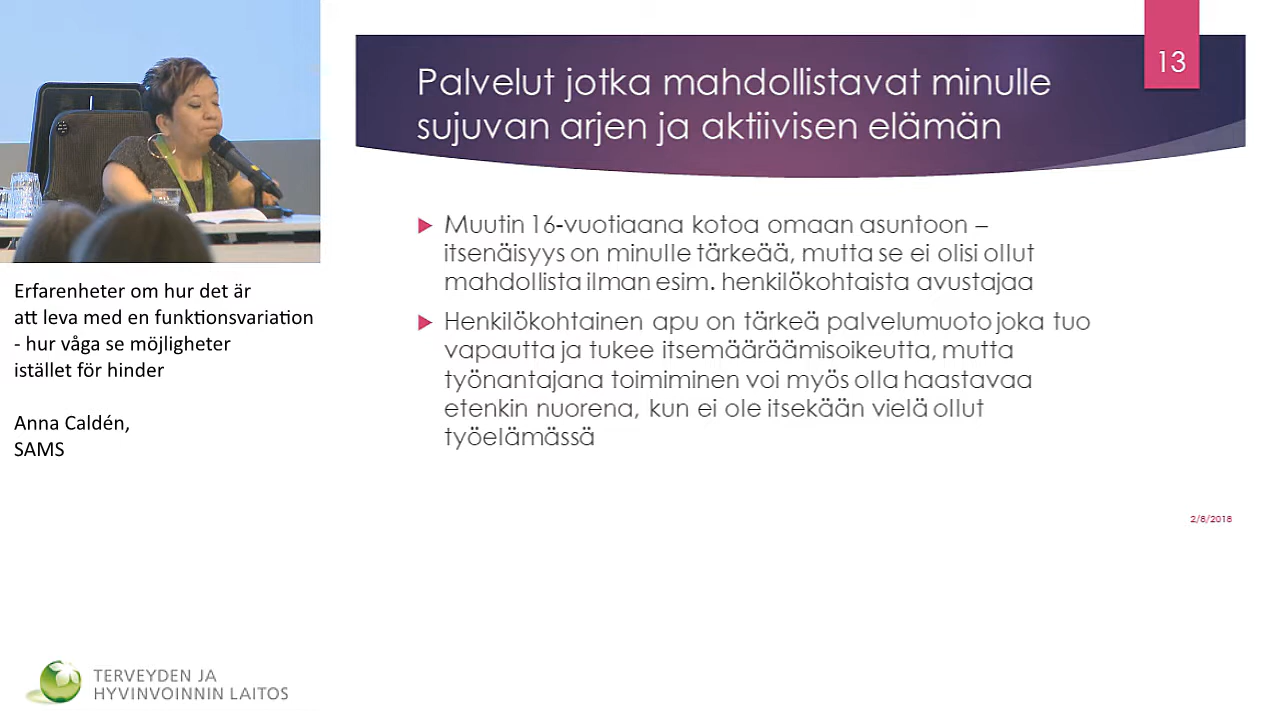 13
Palvelut jotka mahdollistavat minulle
sujuvan arjen ja aktiivisen elämän
Muutin 16-vuotiaana kotoa omaan asuntoon –
itsenäisyys on minulle tärkeää, mutta se ei olisi ollut
mahdollista ilman esim. henkilökohtaista avustajaa
Henkilökohtainen apu on tärkeä palvelumuoto joka tuo
vapautta ja tukee itsemääräämisoikeutta, mutta
työnantajana toimiminen voi myös olla haastavaa
etenkin nuorena, kun ei ole itsekään vielä ollut
työelämässä
2/8/2018
Erfarenheter om hur det är
att leva med en funktionsvariation
- hur våga se möjligheter
istället för hinder
Anna Caldén,
SAMS
TERVEYDEN JA
HYVINVOINNIN LAITOS